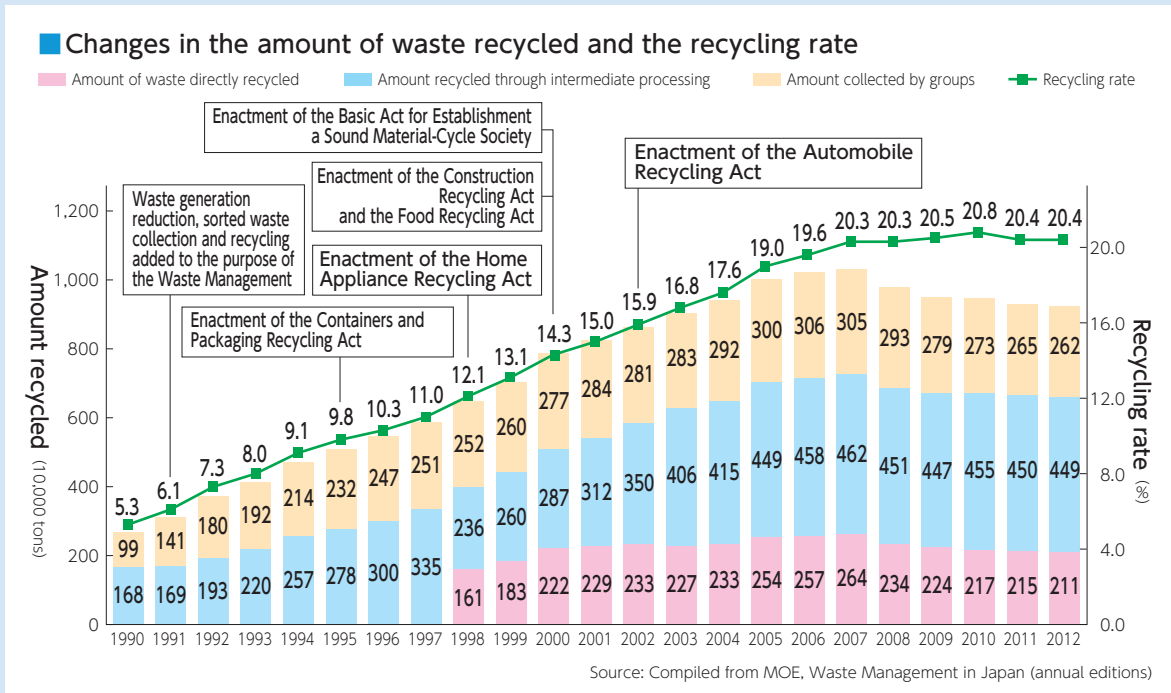 Changes in the amount of waste recycled and the recycling rate
Amount of waste directly recycled
Amount recycled through intermediate processing
Amount collected by groups
Recycling rate
Enactment of the Basic Act for Establishment
a Sound Material-Cycle Society
Enactment of the Automobile
Recycling Act
Enactment of the Construction
Recycling Act
and the Food Recycling Act
Waste generation
reduction, sorted waste
collection and recycling
added to the purpose of
the Waste Management
Enactment of the Home
Appliance Recycling Act
Enactment of the Containers and
Packaging Recycling Act
Amount recycled (10,000 tons)
1,200
1,000
800
600
400
200
0
Recycling rate (%)
20.0
16.0
12.0
8.0
4.0
0.0
5.3 6.1 7.3 8.0 9.1 9.8 10.3 11.0 12.1 13.1 14.3 15.0 15.9 16.8 17.6 19.0 19.6 20.3 20.3 20.5 20.8 20.4 20.4
99 141 180 192 214 232 247 251 252 260 277 284 281 283 292 300 306 305 293 279 273 265 262
168 169 193 220 257 278 300 335 236 260 287 312 350 406 415 449 458 462 451 447 455 450 449
161 183 222 229 233 227 233 254 257 264 234 224 217 215 211
1990 1991 1992 1993 1994 1995 1996 1997 1998 1999 2000 2001 2002 2003 2004 2005 2006 2007 2008 2009 2010 2011 2012
Source: Compiled from MOE, Waste Management in Japan (annual editions)